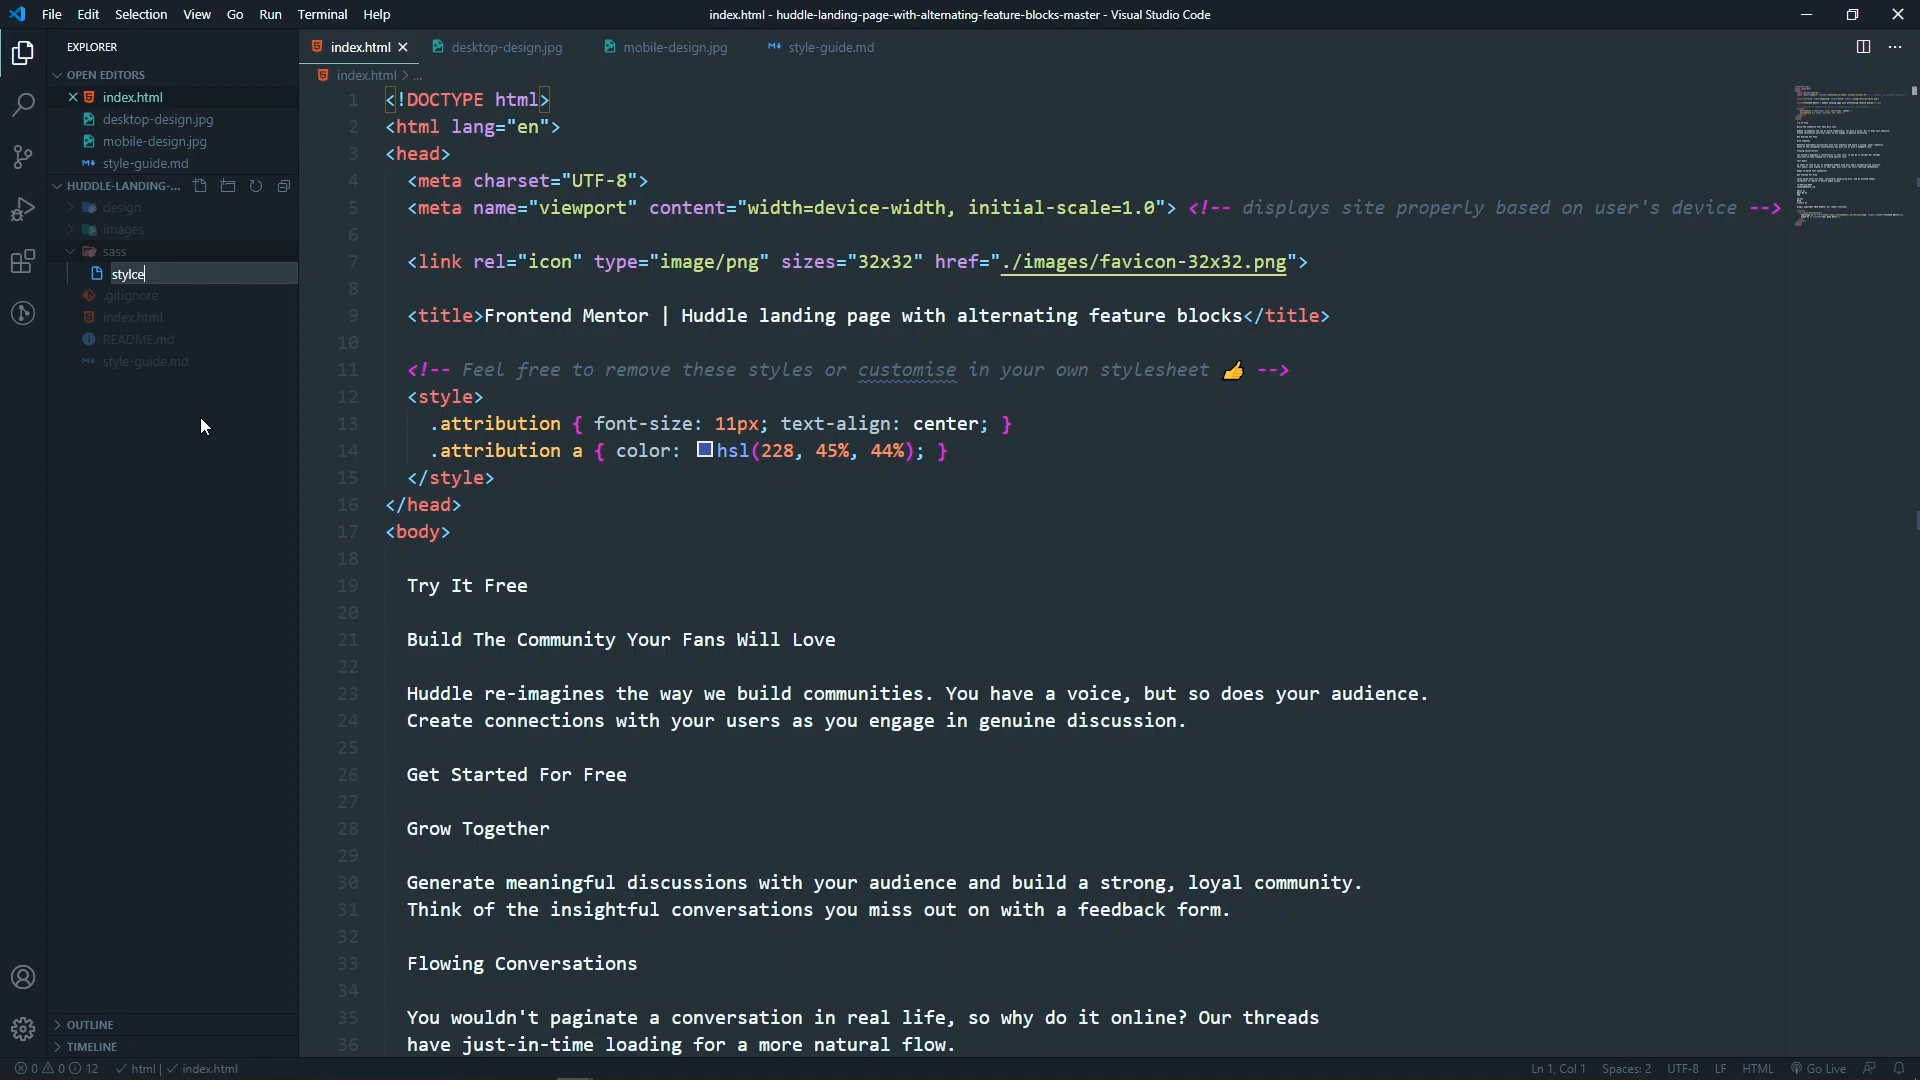 File Edit Selection View Go Run Terminal Help
index.html - huddle-landing-page-with-alternating-feature-blocks-master - Visual Studio Code
EXPLORER
OPEN EDITORS
index.html
desktop-design.jpg
mobile-design.jpg
style-guide.md
HUDDLE-LANDING-...
design
images
sass
stylce
.gitignore
index.html
README.md
style-guide.md
OUTLINE
TIMELINE
index.html desktop-design.jpg mobile-design.jpg style-guide.md
index.html > ...
1 <!DOCTYPE html>
2 <html lang="en">
3 <head>
4 <meta charset="UTF-8">
5 <meta name="viewport" content="width=device-width, initial-scale=1.0"> <!-- displays site properly based on user's device -->
6
7 <link rel="icon" type="image/png" sizes="32x32" href="./images/favicon-32x32.png">
8
9 <title>Frontend Mentor | Huddle landing page with alternating feature blocks</title>
10
11 <!-- Feel free to remove these styles or customise in your own stylesheet 👍 -->
12 <style>
13 .attribution { font-size: 11px; text-align: center; }
14 .attribution a { color: hsl(228, 45%, 44%); }
15 </style>
16 </head>
17 <body>
18
19 Try It Free
20
21 Build The Community Your Fans Will Love
22
23 Huddle re-imagines the way we build communities. You have a voice, but so does your audience.
24 Create connections with your users as you engage in genuine discussion.
25
26 Get Started For Free
27
28 Grow Together
29
30 Generate meaningful discussions with your audience and build a strong, loyal community.
31 Think of the insightful conversations you miss out on with a feedback form.
32
33 Flowing Conversations
34
35 You wouldn't paginate a conversation in real life, so why do it online? Our threads
36 have just-in-time loading for a more natural flow.
0 0 12 html | index.html
Ln 1, Col 1 Spaces: 2 UTF-8 LF HTML Go Live